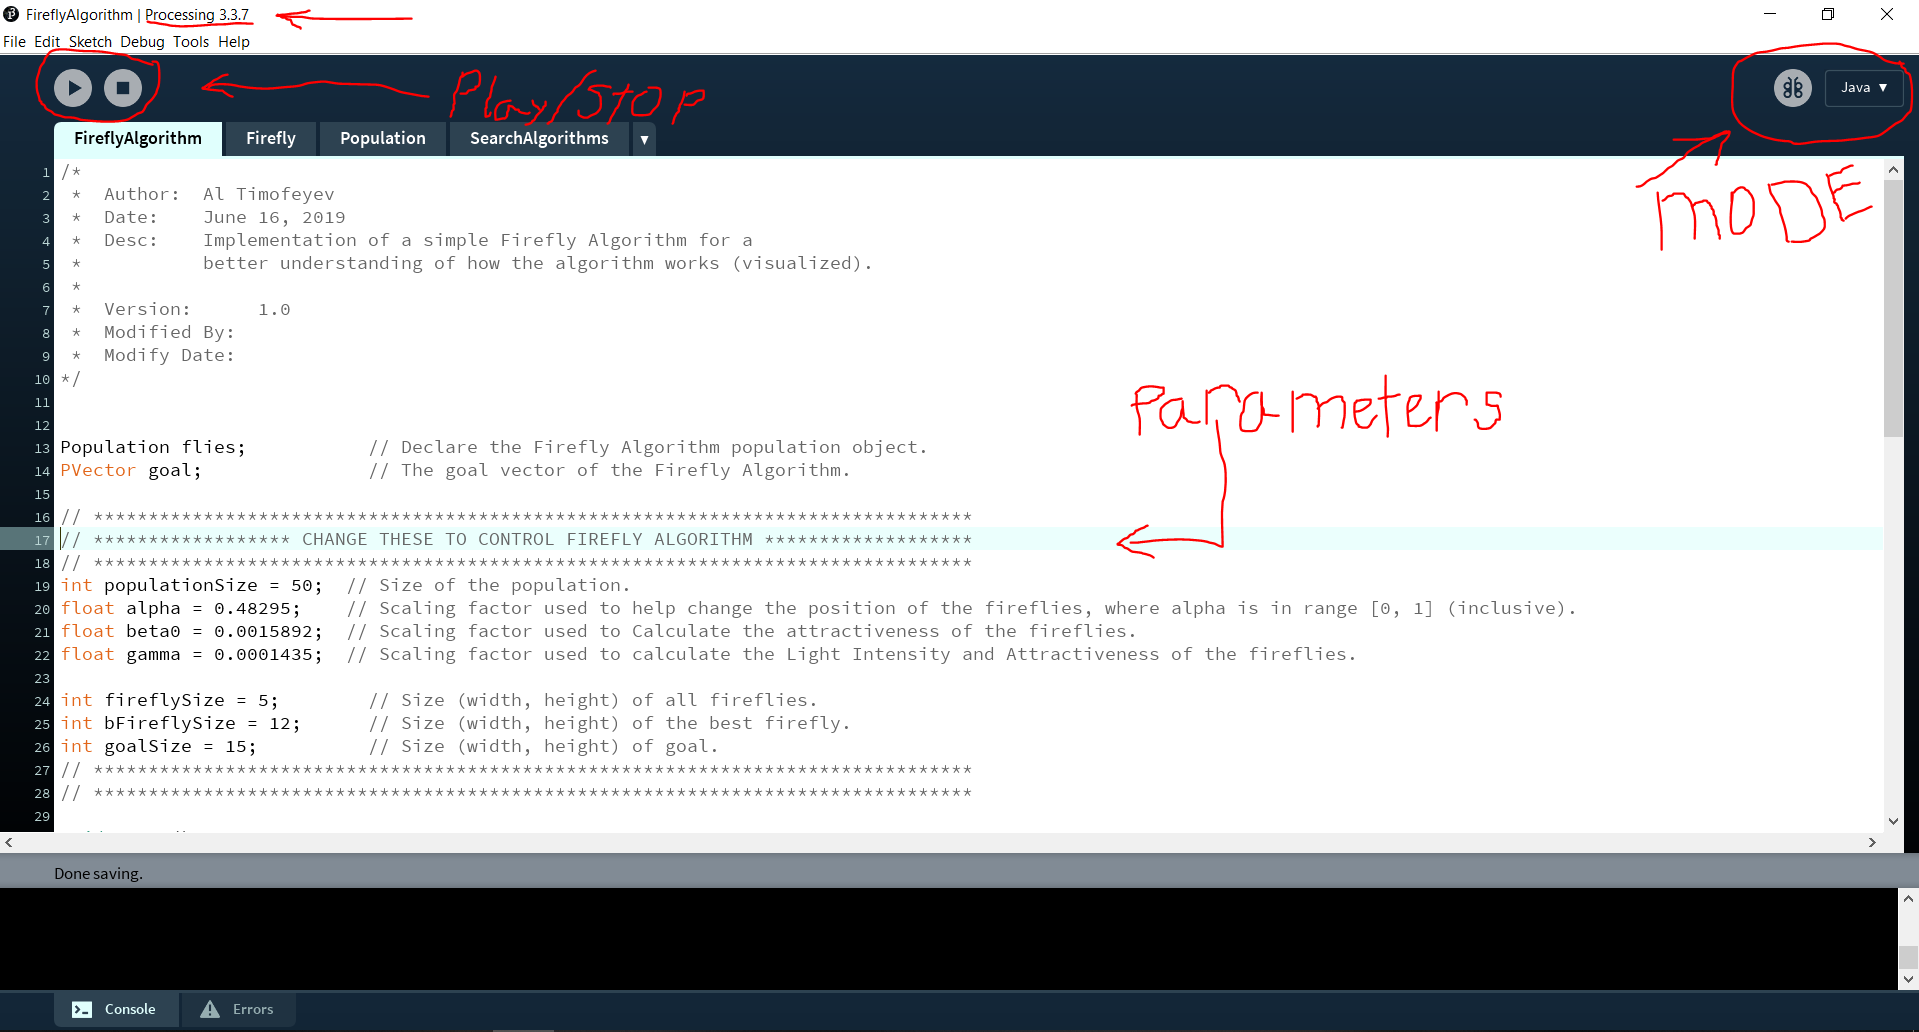 FireflyAlgorithm | Processing 3.3.7
File Edit Sketch Debug Tools Help
Play/Stop
Java ▼
MODE
FireflyAlgorithm Firefly Population SearchAlgorithms ▼
1 /*
2 * Author: Al Timofeyev
3 * Date: June 16, 2019
4 * Desc: Implementation of a simple Firefly Algorithm for a
5 * better understanding of how the algorithm works (visualized).
6 *
7 * Version: 1.0
8 * Modified By:
9 * Modify Date:
10 */
11
12
Parameters
13 Population flies; // Declare the Firefly Algorithm population object.
14 PVector goal; // The goal vector of the Firefly Algorithm.
15
16 // ********************************************************************************
17 // ****************** CHANGE THESE TO CONTROL FIREFLY ALGORITHM *******************
18 // ********************************************************************************
19 int populationSize = 50; // Size of the population.
20 float alpha = 0.48295; // Scaling factor used to help change the position of the fireflies, where alpha is in range [0, 1] (inclusive).
21 float beta0 = 0.0015892; // Scaling factor used to Calculate the attractiveness of the fireflies.
22 float gamma = 0.0001435; // Scaling factor used to calculate the Light Intensity and Attractiveness of the fireflies.
23
24 int fireflySize = 5; // Size (width, height) of all fireflies.
25 int bFireflySize = 12; // Size (width, height) of the best firefly.
26 int goalSize = 15; // Size (width, height) of goal.
27 // ********************************************************************************
28 // ********************************************************************************
29
Done saving.
Console Errors